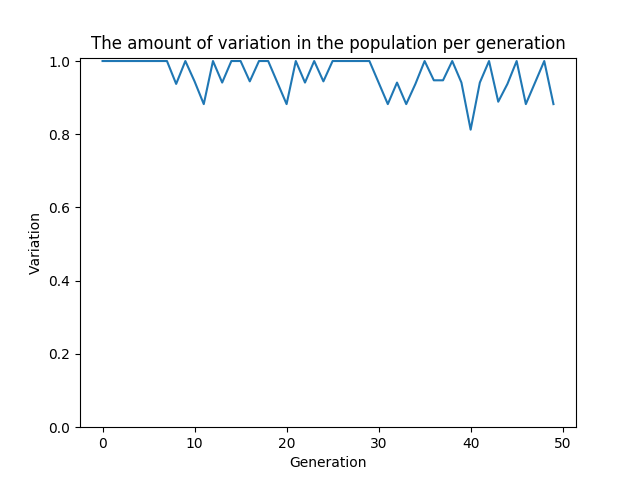 The amount of variation in the population per generation
1.0
0.8
0.6
0.4
0.2
0.0
Variation
0 10 20 30 40 50
Generation